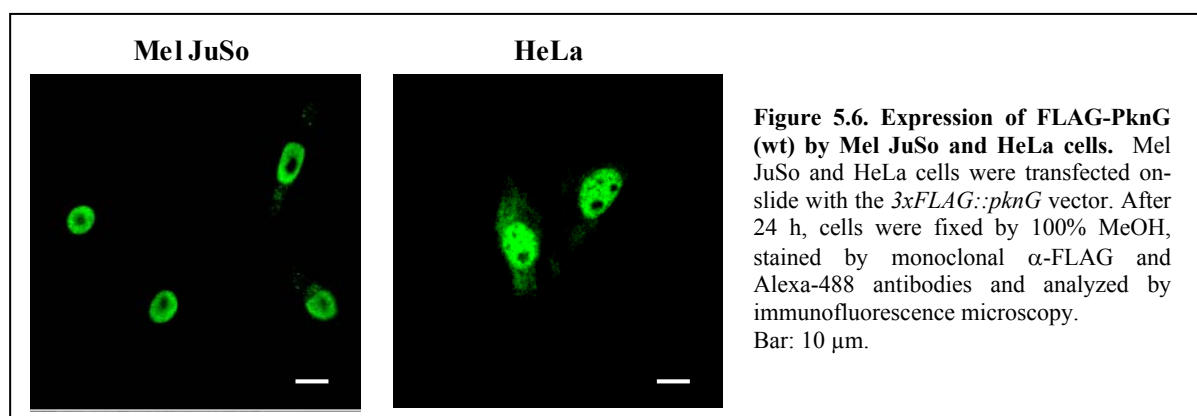 Mel JuSo
HeLa
Figure 5.6. Expression of FLAG-PknG
(wt) by Mel JuSo and HeLa cells. Mel
JuSo and HeLa cells were transfected on-
slide with the 3xFLAG::pknG vector. After
24 h, cells were fixed by 100% MeOH,
stained by monoclonal α-FLAG and
Alexa-488 antibodies and analyzed by
immunofluorescence microscopy.
Bar: 10 µm.